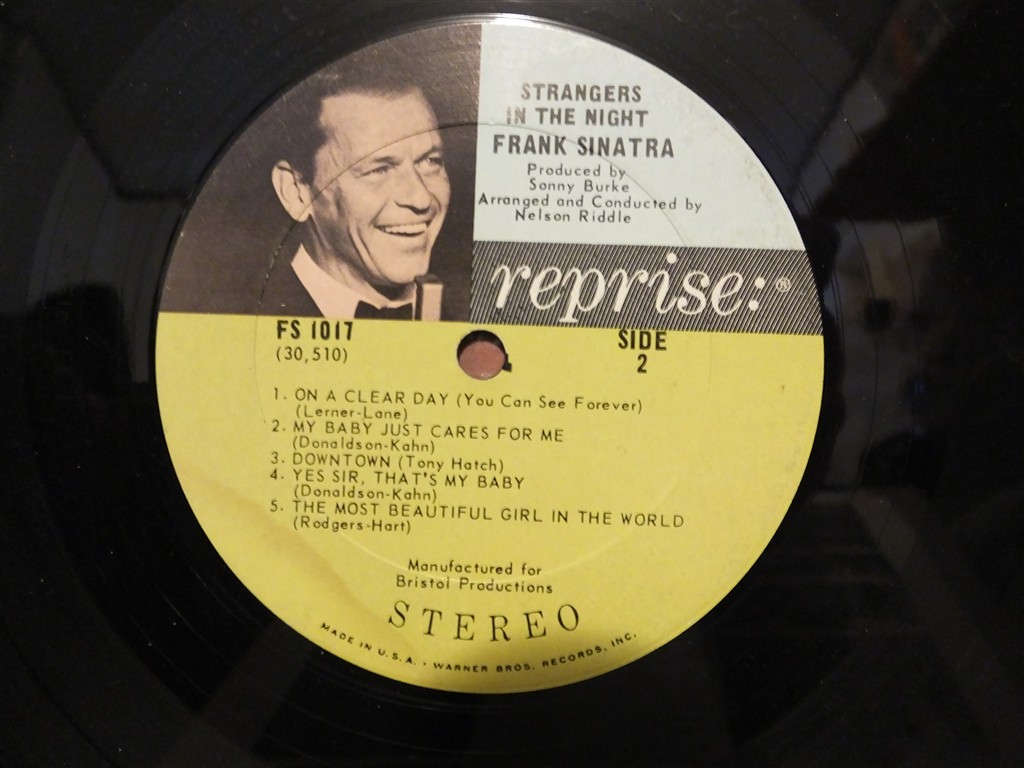 STRANGERS
IN THE NIGHT
FRANK SINATRA
Produced by
Sonny Burke
Arranged and Conducted by
Nelson Riddle
reprise:®
FS 1017
(30,510)
SIDE
2
1. ON A CLEAR DAY (You Can See Forever)
(Lerner-Lane)
2. MY BABY JUST CARES FOR ME
(Donaldson-Kahn)
3. DOWNTOWN (Tony Hatch)
4. YES SIR, THAT'S MY BABY
(Donaldson-Kahn)
5. THE MOST BEAUTIFUL GIRL IN THE WORLD
(Rodgers-Hart)
Manufactured for
Bristol Productions
STEREO
MADE IN U.S.A. • WARNER BROS. RECORDS, INC.